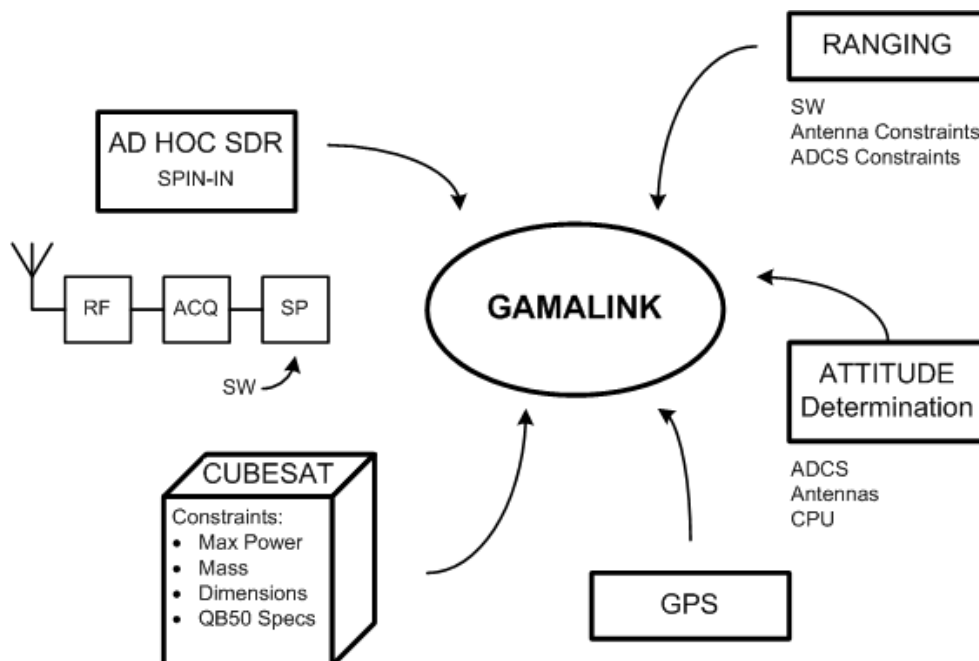 RANGING
SW
Antenna Constraints
ADCS Constraints
AD HOC SDR
SPIN-IN
GAMALINK
RF
ACQ
SP
SW
ATTITUDE
Determination
ADCS
Antennas
CPU
CUBESAT
Constraints:
• Max Power
• Mass
• Dimensions
• QB50 Specs
GPS